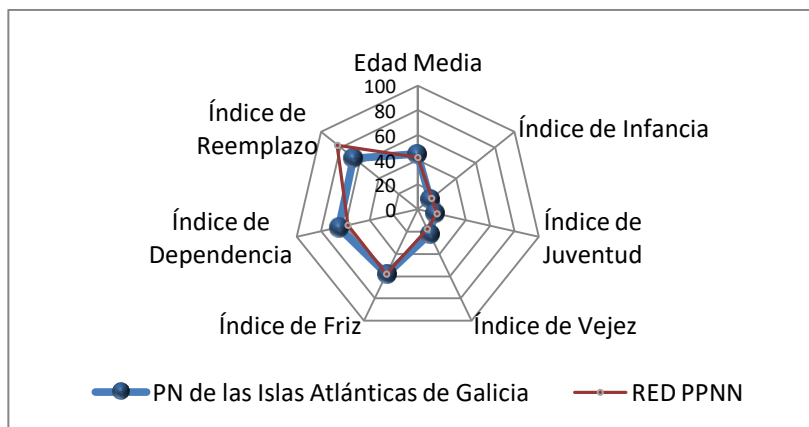 Edad Media
100
80
60
40
20
0
Índice de
Reemplazo
Índice de Infancia
Índice de
Dependencia
Índice de
Juventud
Índice de Friz
Índice de Vejez
PN de las Islas Atlánticas de Galicia
RED PPNN